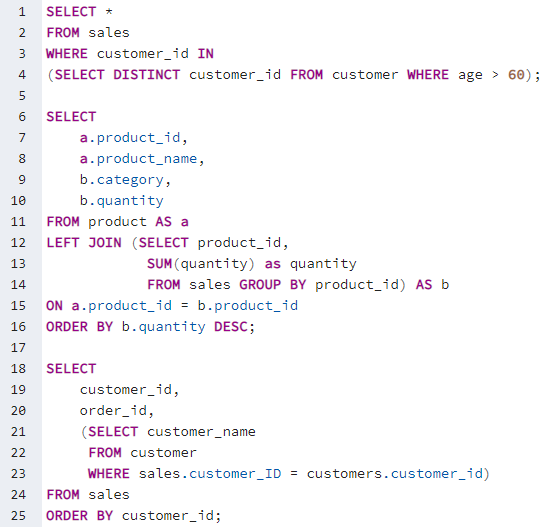 1 SELECT *
2 FROM sales
3 WHERE customer_id IN
4 (SELECT DISTINCT customer_id FROM customer WHERE age > 60);
5
6 SELECT
7 a.product_id,
8 a.product_name,
9 b.category,
10 b.quantity
11 FROM product AS a
12 LEFT JOIN (SELECT product_id,
13 SUM(quantity) as quantity
14 FROM sales GROUP BY product_id) AS b
15 ON a.product_id = b.product_id
16 ORDER BY b.quantity DESC;
17
18 SELECT
19 customer_id,
20 order_id,
21 (SELECT customer_name
22 FROM customer
23 WHERE sales.customer_ID = customers.customer_id)
24 FROM sales
25 ORDER BY customer_id;